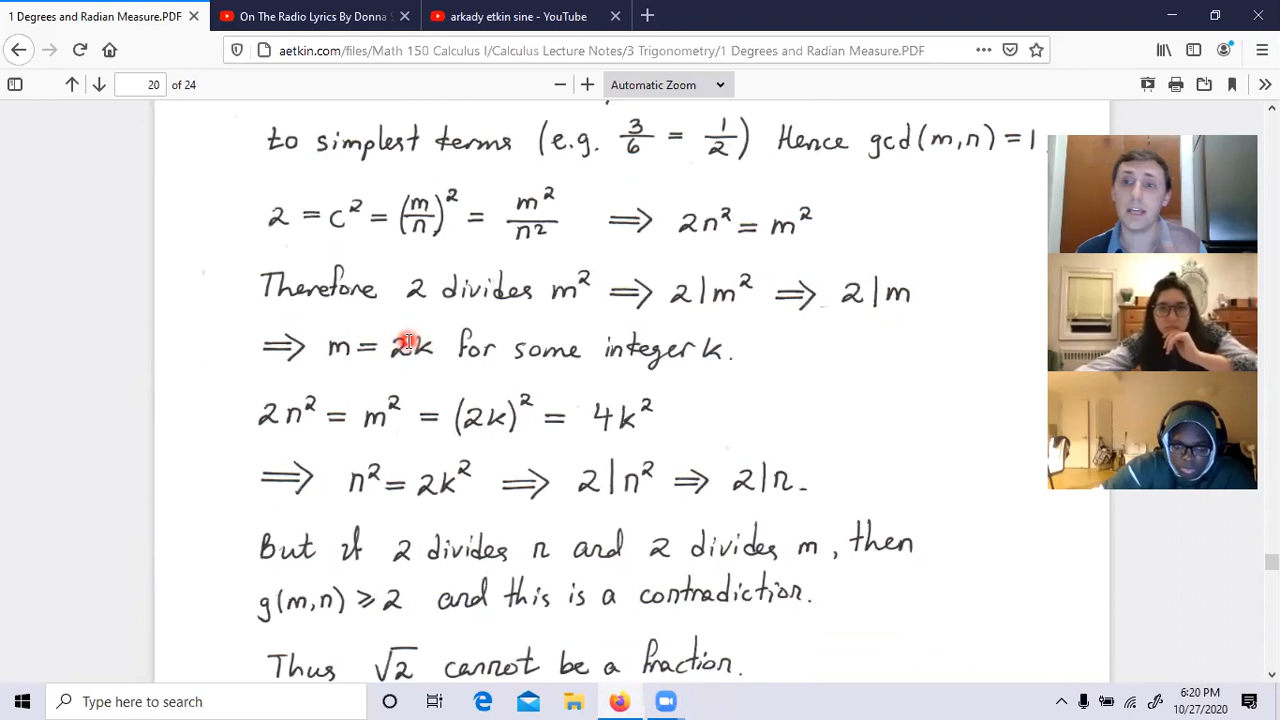 1 Degrees and Radian Measure.PDF
On The Radio Lyrics By Donna
arkady etkin sine - YouTube
aetkin.com/files/Math 150 Calculus I/Calculus Lecture Notes/3 Trigonometry/1 Degrees and Radian Measure.PDF
20 of 24
Automatic Zoom
to simplest terms (e.g. 3/6 = 1/2) Hence gcd(m,n) = 1
2 = c² = (m/n)² = m²/n² ⟹ 2n² = m²
Therefore 2 divides m² ⟹ 2|m² ⟹ 2|m
⟹ m = 2k for some integer k.
2n² = m² = (2k)² = 4k²
⟹ n² = 2k² ⟹ 2|n² ⟹ 2|n.
But if 2 divides n and 2 divides m, then
g(m,n) ⩾ 2 and this is a contradiction.
Thus √2 cannot be a fraction.
Type here to search
6:20 PM
10/27/2020